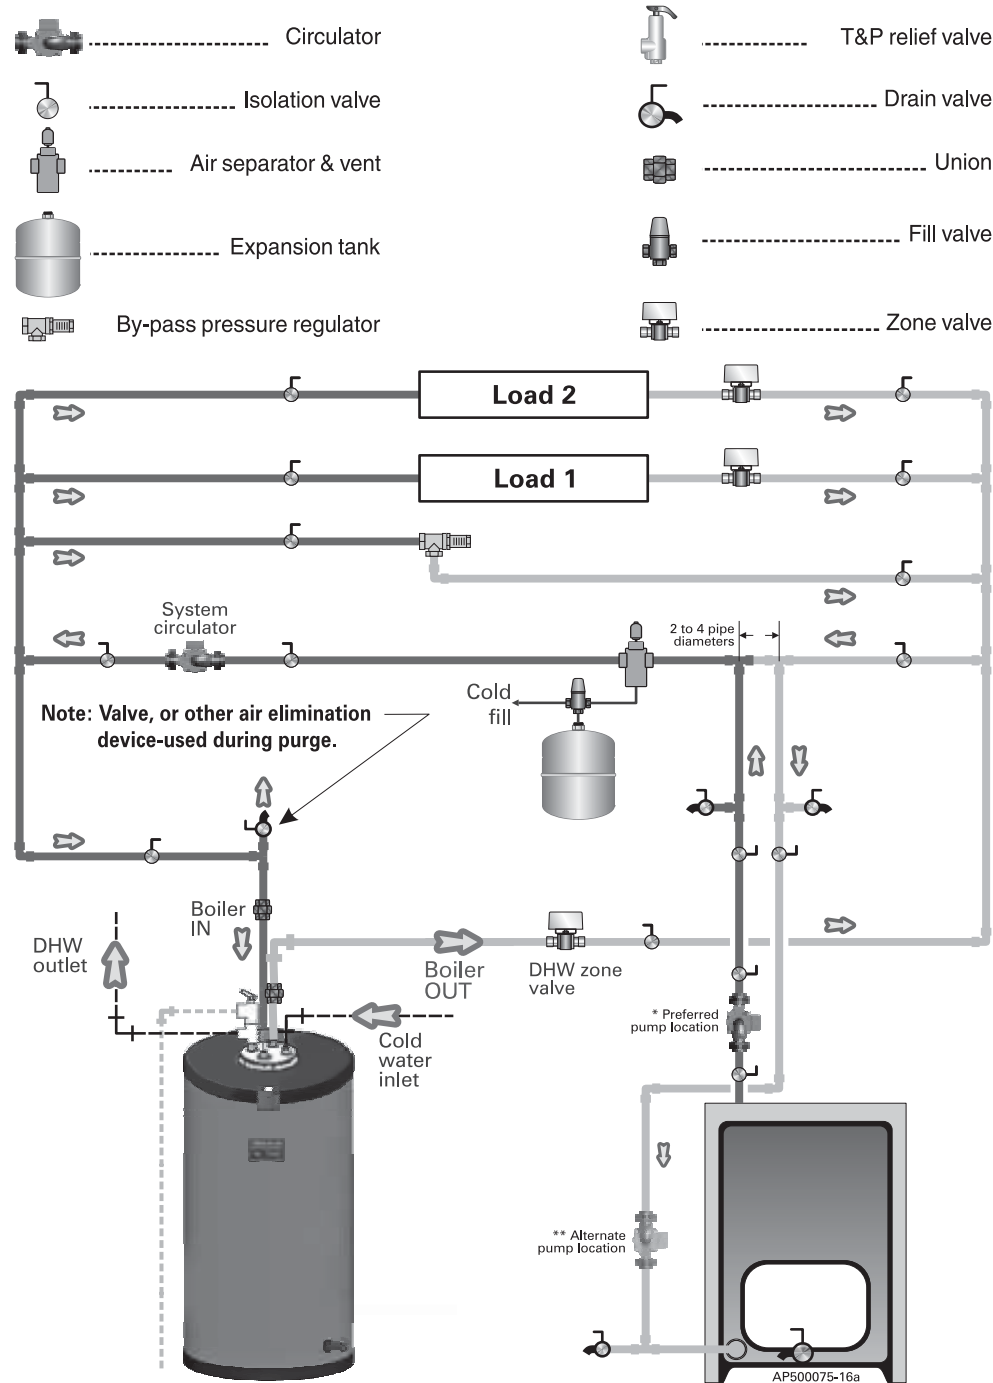 Circulator
Isolation valve
Air separator & vent
Expansion tank
By-pass pressure regulator
T&P relief valve
Drain valve
Union
Fill valve
Zone valve
Load 2
Load 1
System
circulator
2 to 4 pipe
diameters
Cold
fill
Note: Valve, or other air elimination
device-used during purge.
Boiler
IN
DHW
outlet
Boiler
OUT
DHW zone
valve
Cold
water
inlet
* Preferred
pump location
** Alternate
pump location
AP500075-16a